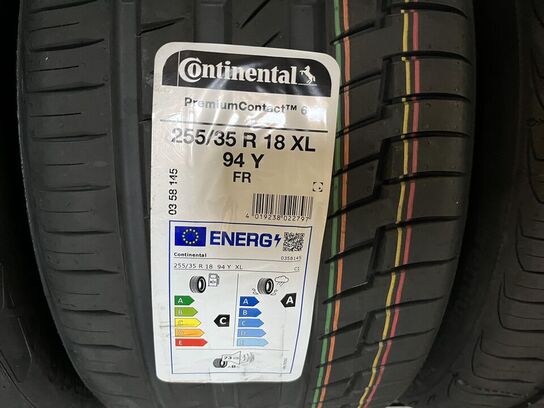 Continental
PremiumContact™ 6
255/35 R 18 XL
94 Y
FR
03 58 145
4 019238 022797
ENERG
Continental 0358145
255/35 R 18 94 Y XL C1
A A
B B
C C
D D
E E
C
A
dB